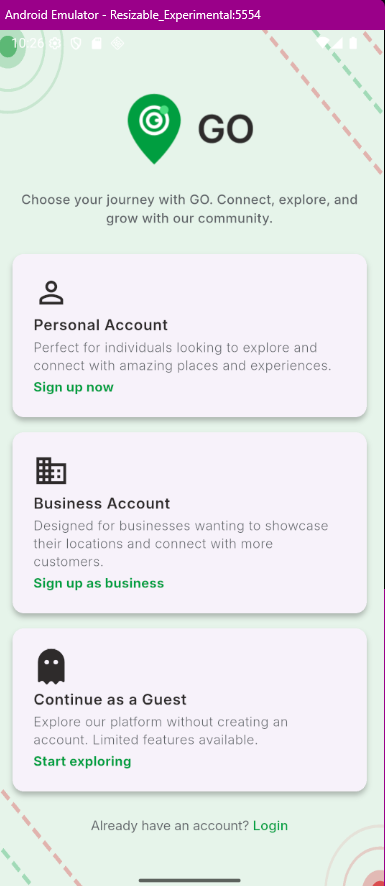 Android Emulator - Resizable_Experimental:5554
10:26
GO
Choose your journey with GO. Connect, explore, and
grow with our community.
Personal Account
Perfect for individuals looking to explore and
connect with amazing places and experiences.
Sign up now
Business Account
Designed for businesses wanting to showcase
their locations and connect with more
customers.
Sign up as business
Continue as a Guest
Explore our platform without creating an
account. Limited features available.
Start exploring
Already have an account? Login